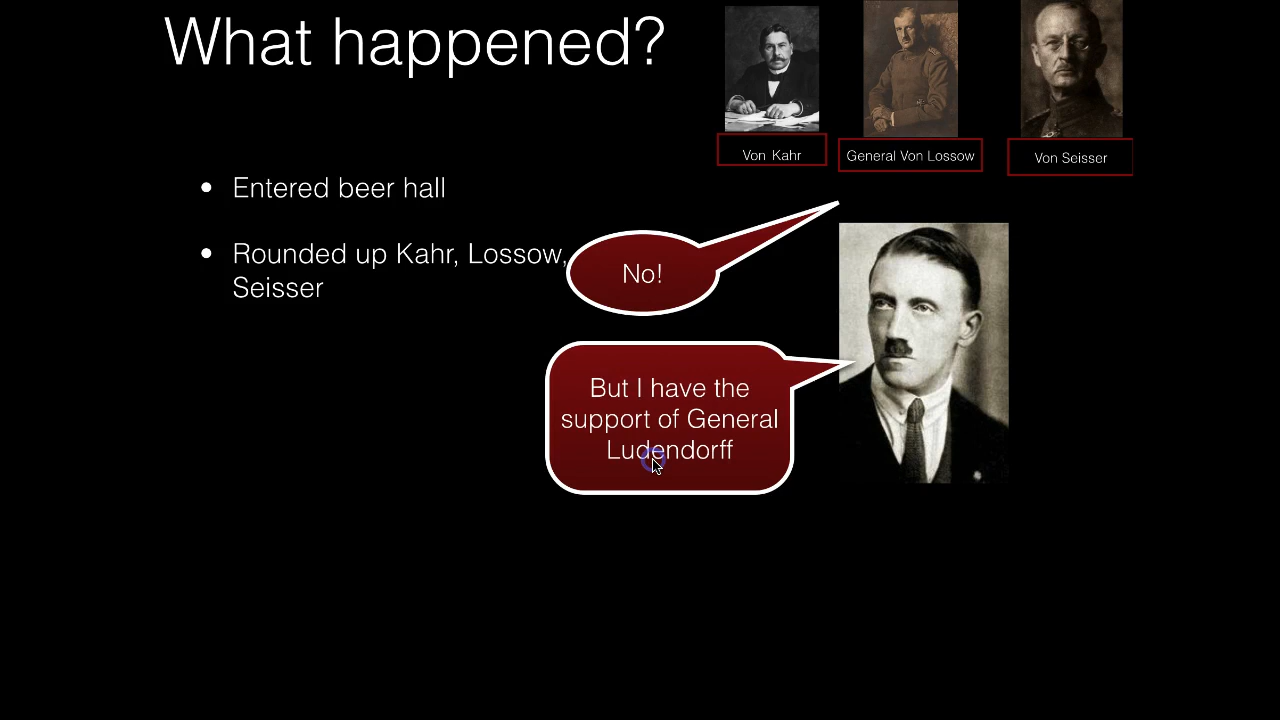 What happened?
Von Kahr
General Von Lossow
Von Seisser
• Entered beer hall
• Rounded up Kahr, Lossow,
Seisser
No!
But I have the
support of General
Ludendorff